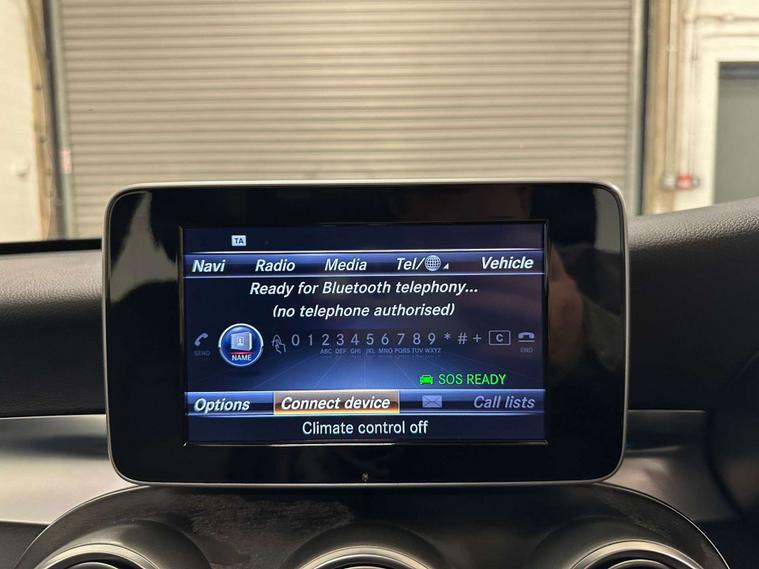 TA
Navi Radio Media Tel/ Vehicle
Ready for Bluetooth telephony...
(no telephone authorised)
SEND NAME 0 1 2 3 4 5 6 7 8 9 * # + C END
ABC DEF GHI JKL MNO PQRS TUV WXYZ
SOS READY
Options Connect device Call lists
Climate control off